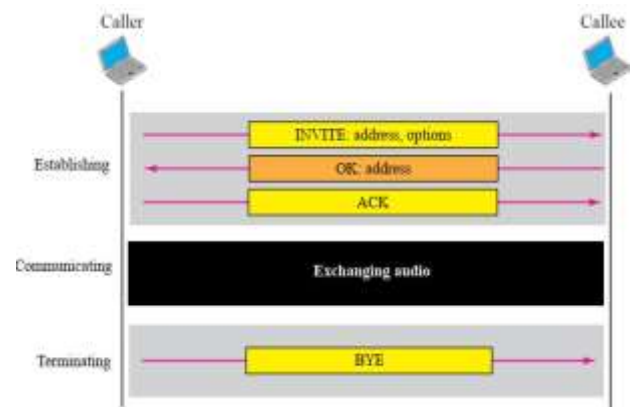 Caller
Callee
INVITE: address, options
Establishing
OK: address
ACK
Communicating
Exchanging audio
Terminating
BYE